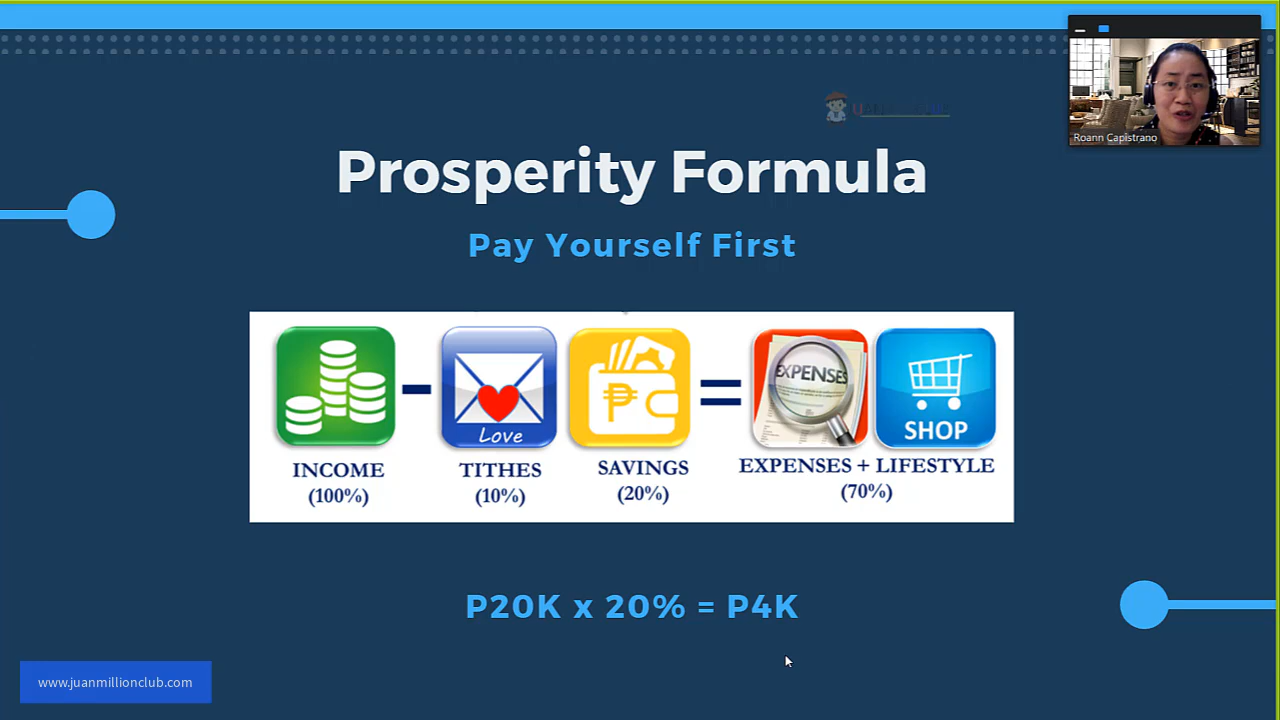 Roann Capistrano
Prosperity Formula
Pay Yourself First
EXPENSES
Love
₱
SHOP
INCOME
(100%)
TITHES
(10%)
SAVINGS
(20%)
EXPENSES + LIFESTYLE
(70%)
P20K x 20% = P4K
www.juanmillionclub.com